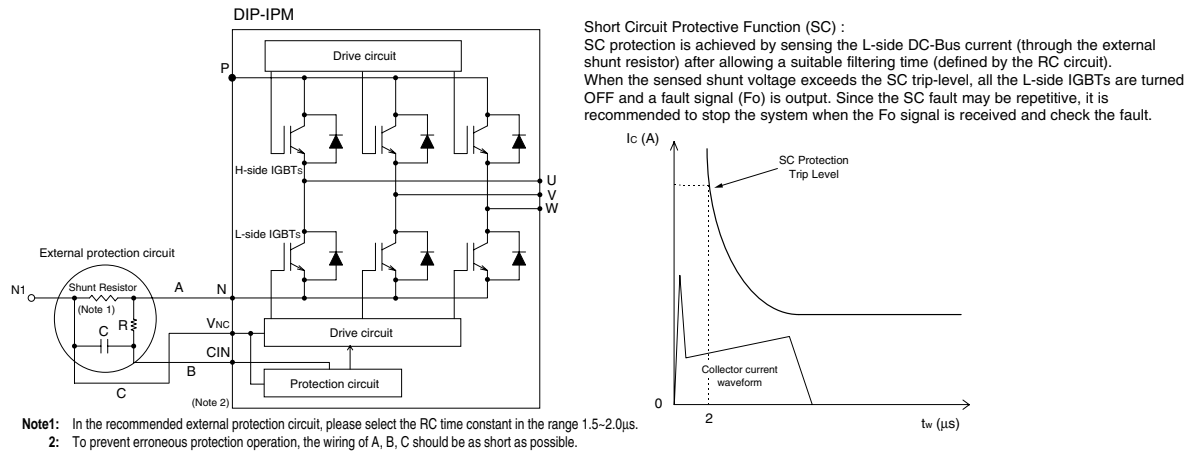 DIP-IPM
Drive circuit
P
H-side IGBTs
U
V
W
L-side IGBTs
External protection circuit
N1
Shunt Resistor
A
N
(Note 1)
R
C
VNC
Drive circuit
CIN
B
C
Protection circuit
(Note 2)
Short Circuit Protective Function (SC) :
SC protection is achieved by sensing the L-side DC-Bus current (through the external
shunt resistor) after allowing a suitable filtering time (defined by the RC circuit).
When the sensed shunt voltage exceeds the SC trip-level, all the L-side IGBTs are turned
OFF and a fault signal (Fo) is output. Since the SC fault may be repetitive, it is
recommended to stop the system when the Fo signal is received and check the fault.
IC (A)
SC Protection
Trip Level
Collector current
waveform
0
2
tw (µs)
Note1: In the recommended external protection circuit, please select the RC time constant in the range 1.5~2.0µs.
2: To prevent erroneous protection operation, the wiring of A, B, C should be as short as possible.